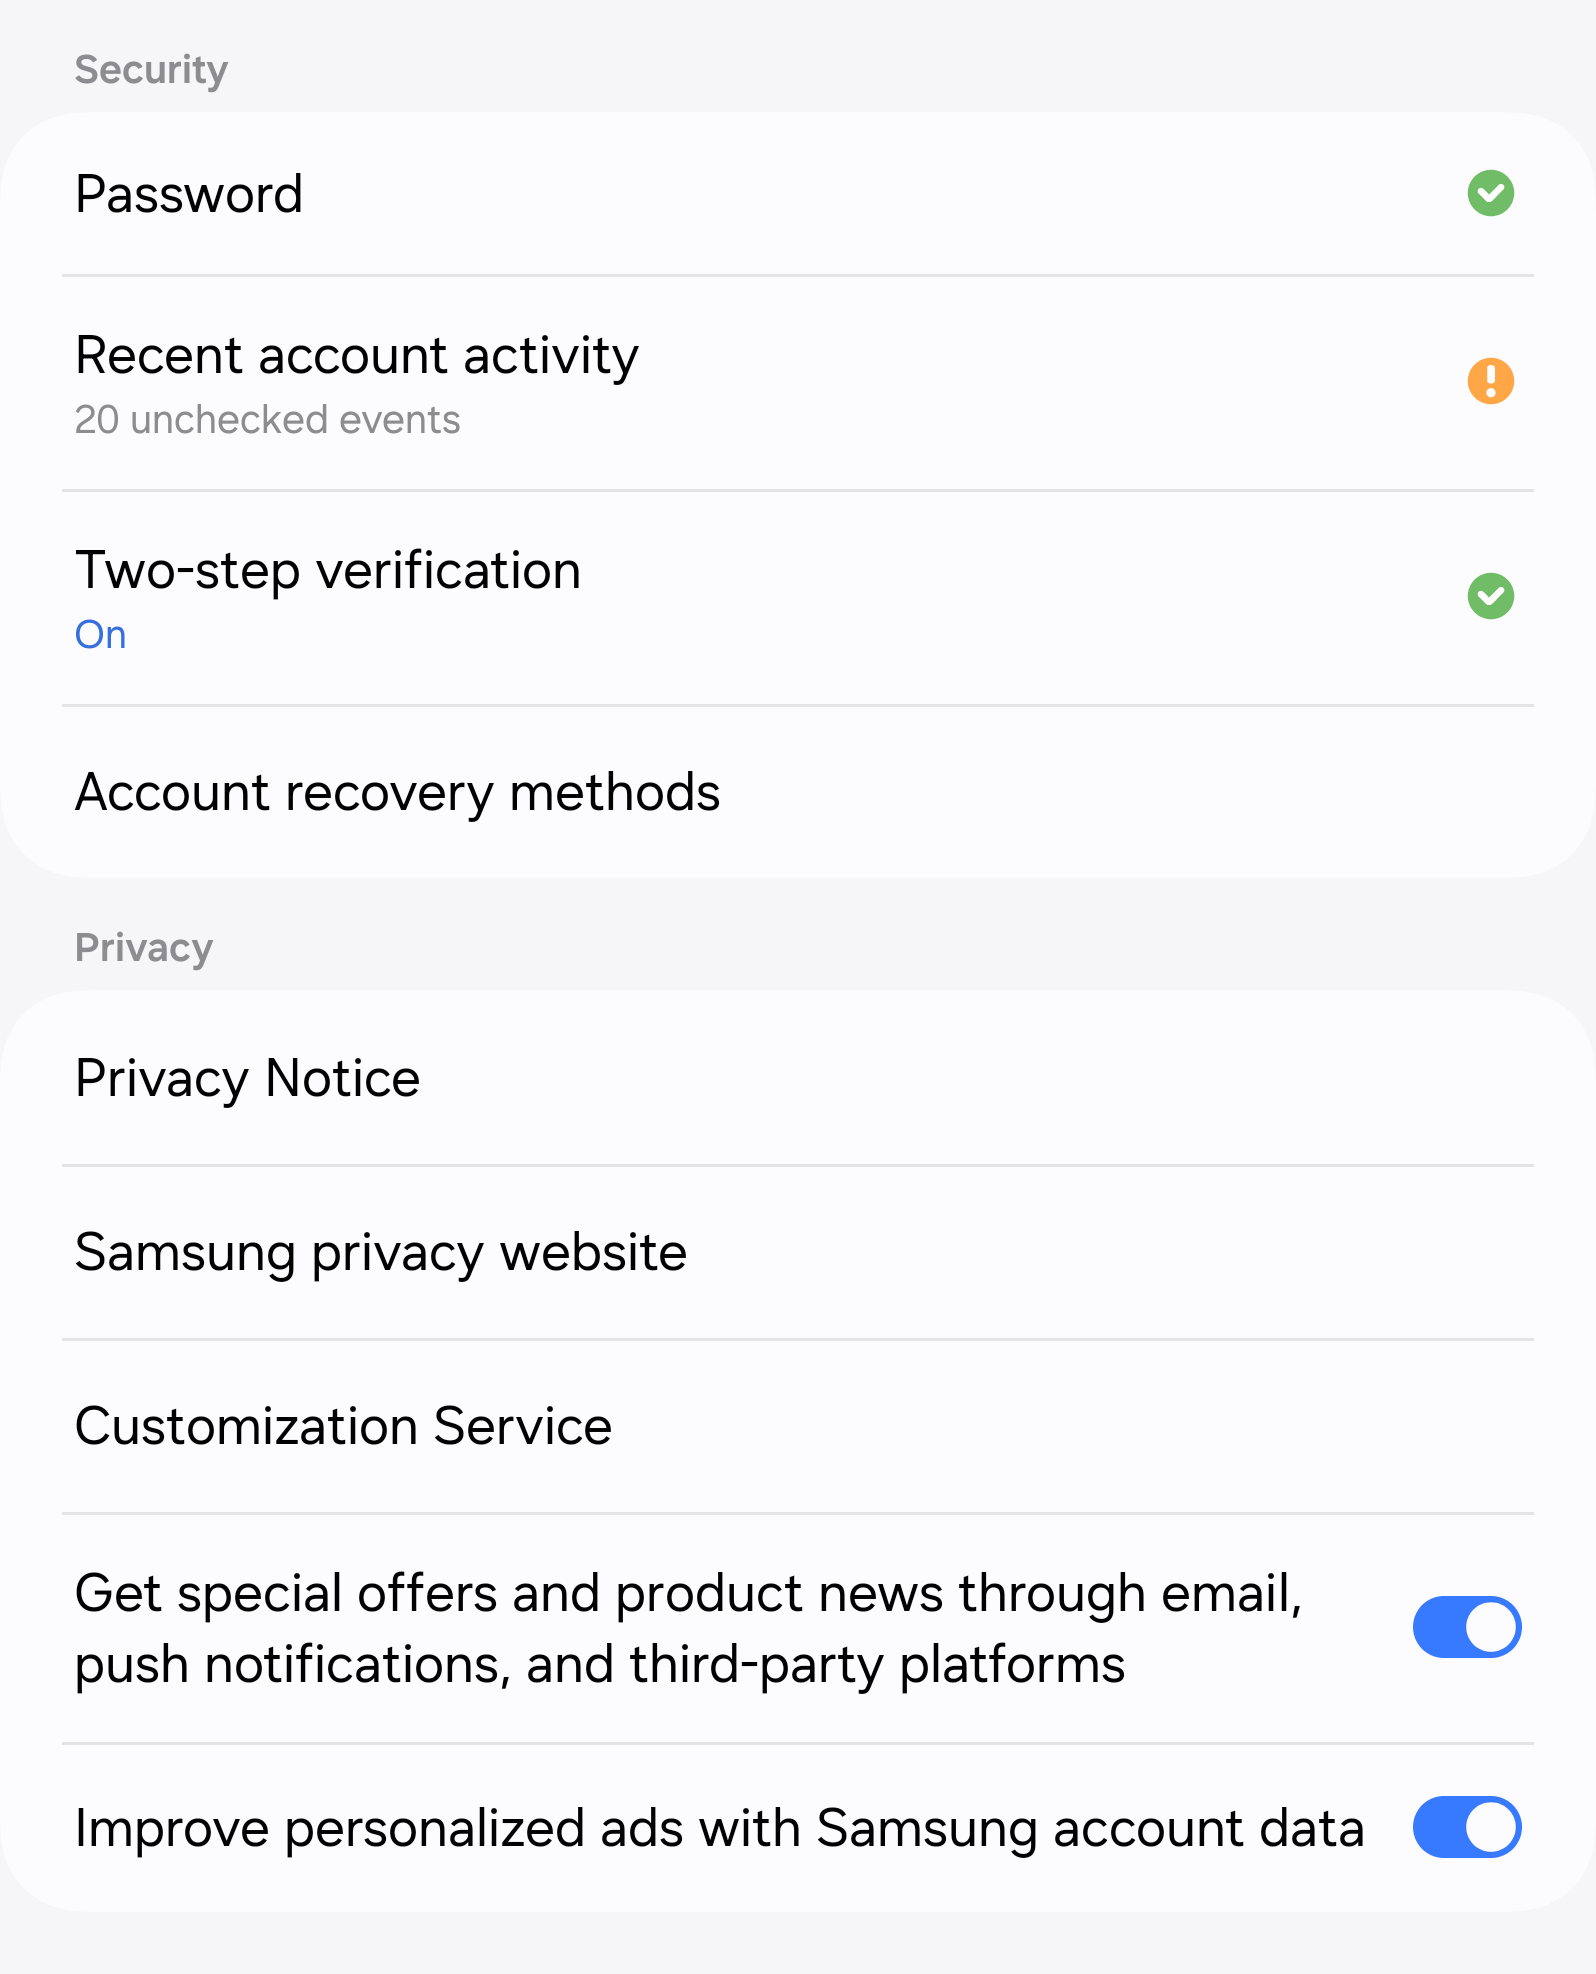 Security
Password
Recent account activity
20 unchecked events
Two-step verification
On
Account recovery methods
Privacy
Privacy Notice
Samsung privacy website
Customization Service
Get special offers and product news through email,
push notifications, and third-party platforms
Improve personalized ads with Samsung account data